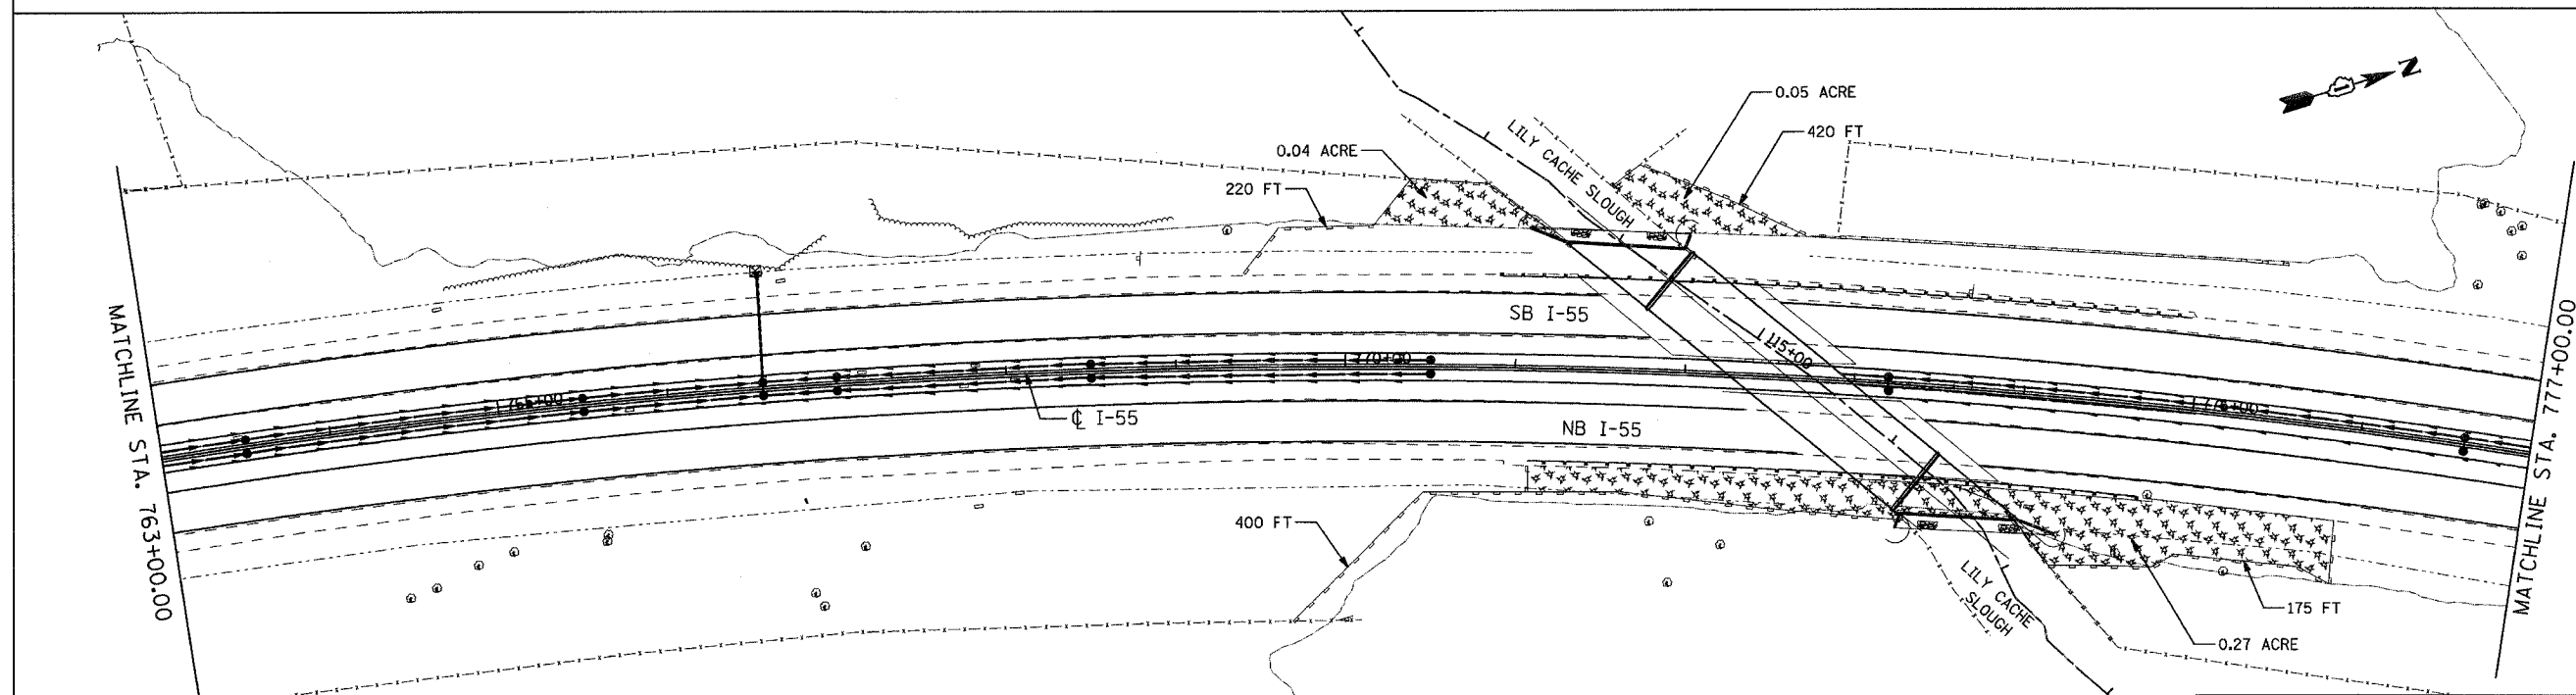 0.05 ACRE
420 FT
N
LILY CACHE SLOUGH
0.04 ACRE
220 FT
MATCHLINE STA. 763+00.00
SB I-55
115+00
770+00
765+00
775+00
℄ I-55
NB I-55
MATCHLINE STA. 777+00.00
400 FT
LILY CACHE
SLOUGH
175 FT
0.27 ACRE